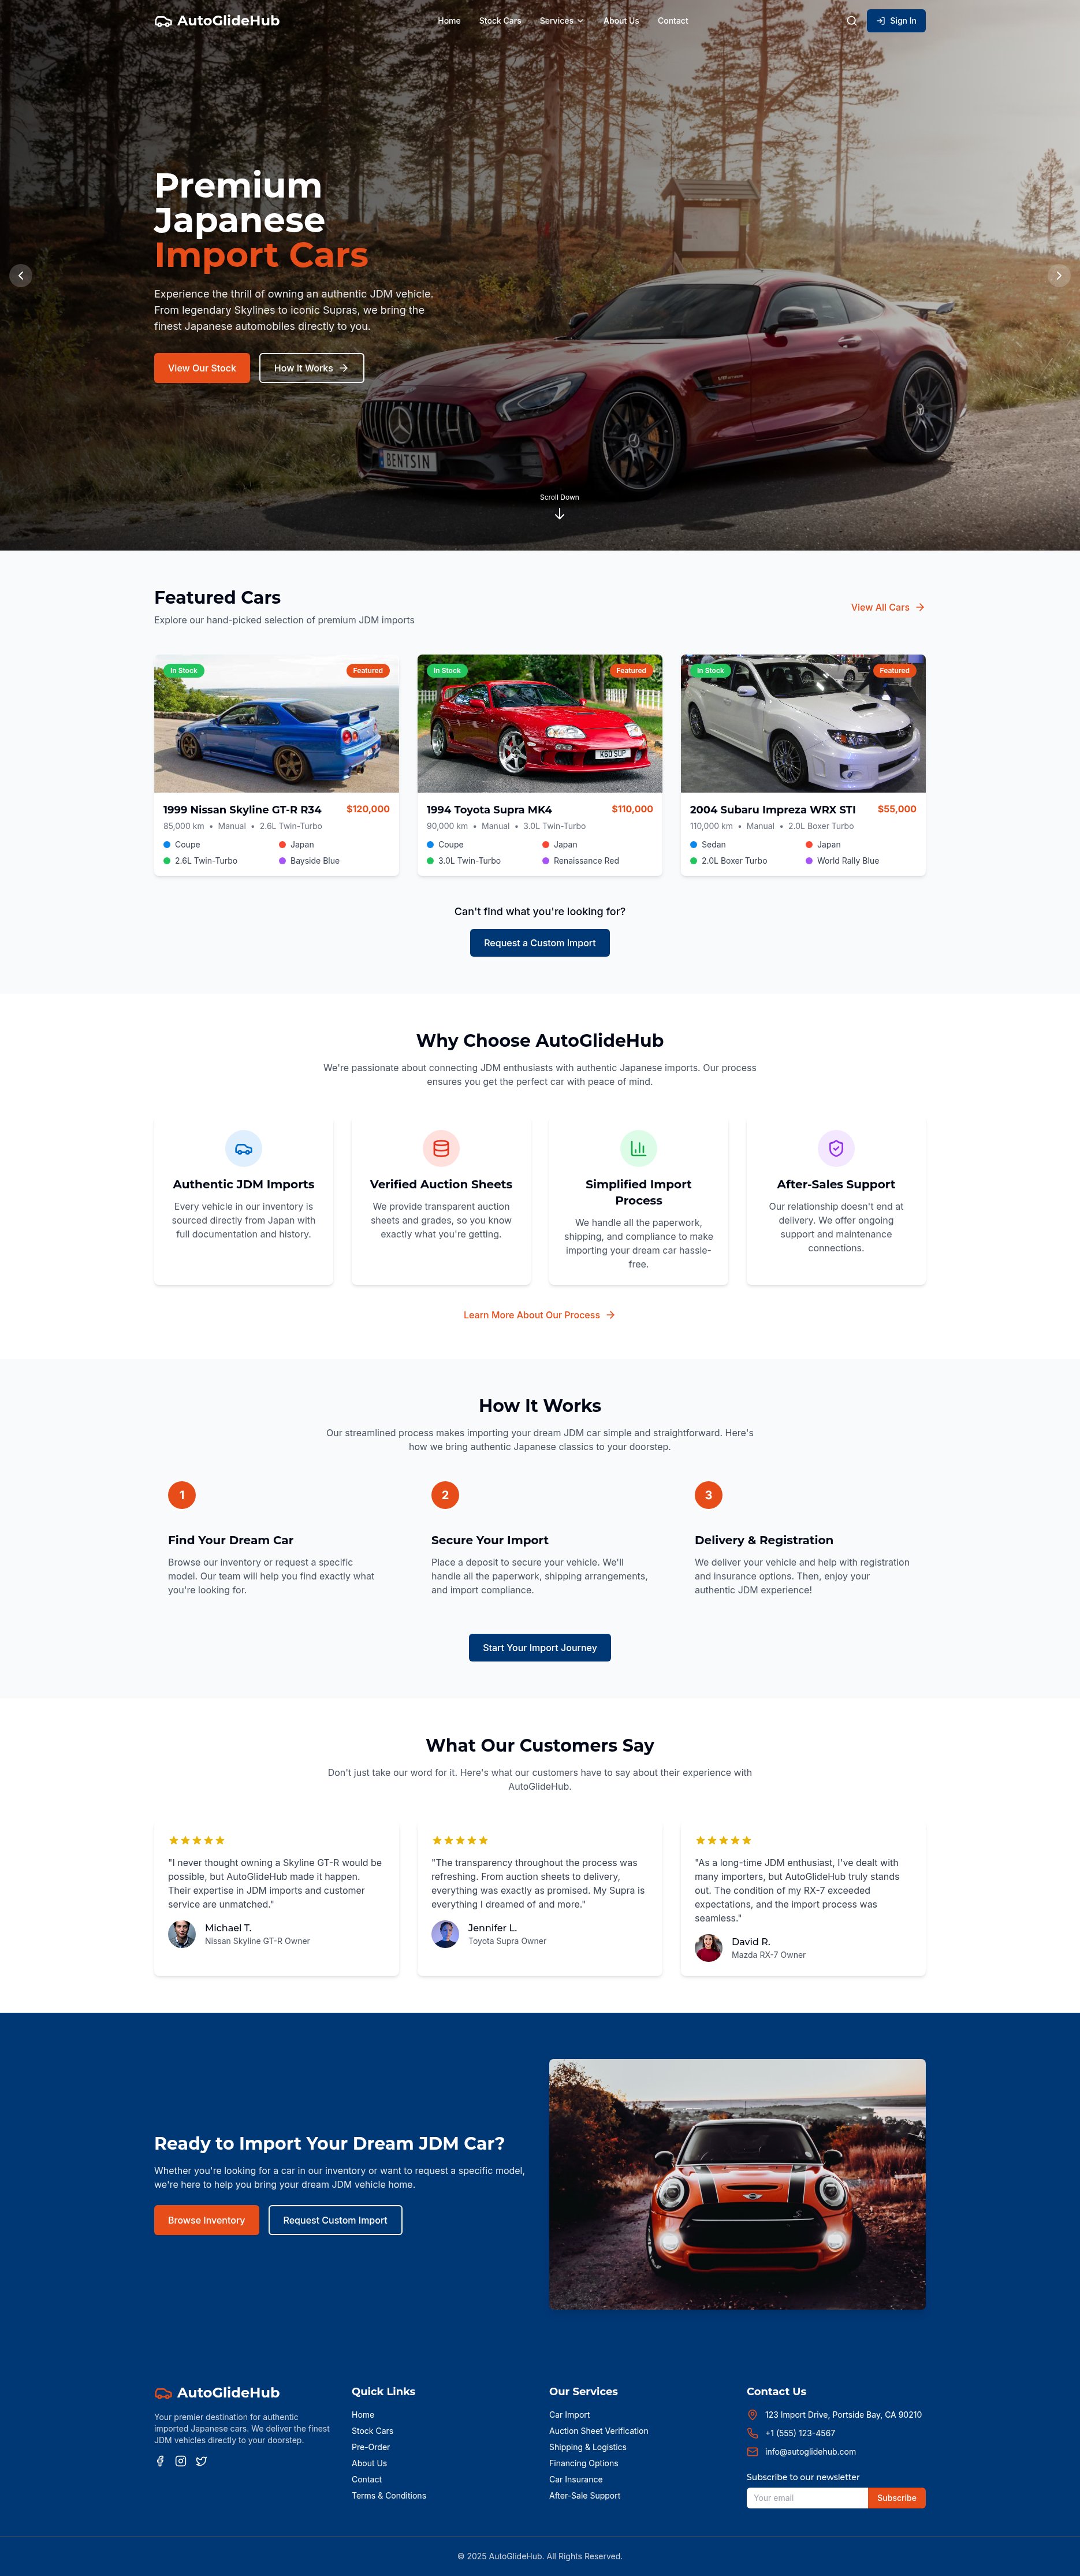 AutoGlideHub
Home
Stock Cars
Services
About Us
Contact
Sign In
Premium
Japanese
Import Cars
Experience the thrill of owning an authentic JDM vehicle.
From legendary Skylines to iconic Supras, we bring the
finest Japanese automobiles directly to you.
View Our Stock
How It Works
BENTSIN
Scroll Down
Featured Cars
Explore our hand-picked selection of premium JDM imports
View All Cars
In Stock
Featured
1999 Nissan Skyline GT-R R34
$120,000
85,000 km • Manual • 2.6L Twin-Turbo
Coupe
Japan
2.6L Twin-Turbo
Bayside Blue
In Stock
Featured
K60 SUP
1994 Toyota Supra MK4
$110,000
90,000 km • Manual • 3.0L Twin-Turbo
Coupe
Japan
3.0L Twin-Turbo
Renaissance Red
In Stock
Featured
2004 Subaru Impreza WRX STI
$55,000
110,000 km • Manual • 2.0L Boxer Turbo
Sedan
Japan
2.0L Boxer Turbo
World Rally Blue
Can't find what you're looking for?
Request a Custom Import
Why Choose AutoGlideHub
We're passionate about connecting JDM enthusiasts with authentic Japanese imports. Our process
ensures you get the perfect car with peace of mind.
Authentic JDM Imports
Every vehicle in our inventory is
sourced directly from Japan with
full documentation and history.
Verified Auction Sheets
We provide transparent auction
sheets and grades, so you know
exactly what you're getting.
Simplified Import
Process
We handle all the paperwork,
shipping, and compliance to make
importing your dream car hassle-
free.
After-Sales Support
Our relationship doesn't end at
delivery. We offer ongoing
support and maintenance
connections.
Learn More About Our Process
How It Works
Our streamlined process makes importing your dream JDM car simple and straightforward. Here's
how we bring authentic Japanese classics to your doorstep.
1
Find Your Dream Car
Browse our inventory or request a specific
model. Our team will help you find exactly what
you're looking for.
2
Secure Your Import
Place a deposit to secure your vehicle. We'll
handle all the paperwork, shipping arrangements,
and import compliance.
3
Delivery & Registration
We deliver your vehicle and help with registration
and insurance options. Then, enjoy your
authentic JDM experience!
Start Your Import Journey
What Our Customers Say
Don't just take our word for it. Here's what our customers have to say about their experience with
AutoGlideHub.
"I never thought owning a Skyline GT-R would be
possible, but AutoGlideHub made it happen.
Their expertise in JDM imports and customer
service are unmatched."
Michael T.
Nissan Skyline GT-R Owner
"The transparency throughout the process was
refreshing. From auction sheets to delivery,
everything was exactly as promised. My Supra is
everything I dreamed of and more."
Jennifer L.
Toyota Supra Owner
"As a long-time JDM enthusiast, I've dealt with
many importers, but AutoGlideHub truly stands
out. The condition of my RX-7 exceeded
expectations, and the import process was
seamless."
David R.
Mazda RX-7 Owner
Ready to Import Your Dream JDM Car?
Whether you're looking for a car in our inventory or want to request a specific model,
we're here to help you bring your dream JDM vehicle home.
Browse Inventory
Request Custom Import
AutoGlideHub
Your premier destination for authentic
imported Japanese cars. We deliver the finest
JDM vehicles directly to your doorstep.
Quick Links
Home
Stock Cars
Pre-Order
About Us
Contact
Terms & Conditions
Our Services
Car Import
Auction Sheet Verification
Shipping & Logistics
Financing Options
Car Insurance
After-Sale Support
Contact Us
123 Import Drive, Portside Bay, CA 90210
+1 (555) 123-4567
info@autoglidehub.com
Subscribe to our newsletter
Your email
Subscribe
© 2025 AutoGlideHub. All Rights Reserved.